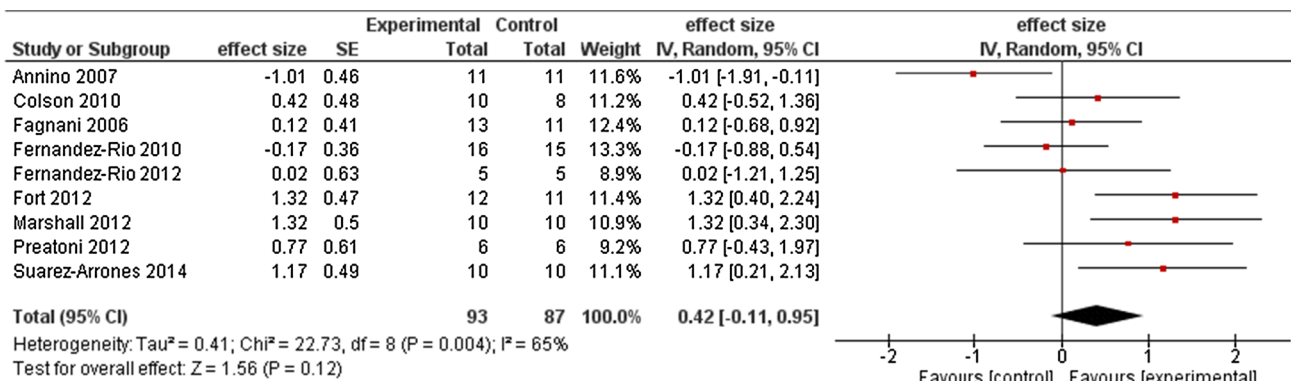 Experimental Control effect size effect size
Study or Subgroup effect size SE Total Total Weight IV, Random, 95% CI IV, Random, 95% CI
Annino 2007 -1.01 0.46 11 11 11.6% -1.01 [-1.91, -0.11]
Colson 2010 0.42 0.48 10 8 11.2% 0.42 [-0.52, 1.36]
Fagnani 2006 0.12 0.41 13 11 12.4% 0.12 [-0.68, 0.92]
Fernandez-Rio 2010 -0.17 0.36 16 15 13.3% -0.17 [-0.88, 0.54]
Fernandez-Rio 2012 0.02 0.63 5 5 8.9% 0.02 [-1.21, 1.25]
Fort 2012 1.32 0.47 12 11 11.4% 1.32 [0.40, 2.24]
Marshall 2012 1.32 0.5 10 10 10.9% 1.32 [0.34, 2.30]
Preatoni 2012 0.77 0.61 6 6 9.2% 0.77 [-0.43, 1.97]
Suarez-Arrones 2014 1.17 0.49 10 10 11.1% 1.17 [0.21, 2.13]
Total (95% CI) 93 87 100.0% 0.42 [-0.11, 0.95]
Heterogeneity: Tau² = 0.41; Chi² = 22.73, df = 8 (P = 0.004); I² = 65%
Test for overall effect: Z = 1.56 (P = 0.12)
-2 -1 0 1 2
Favours [control] Favours [experimental]